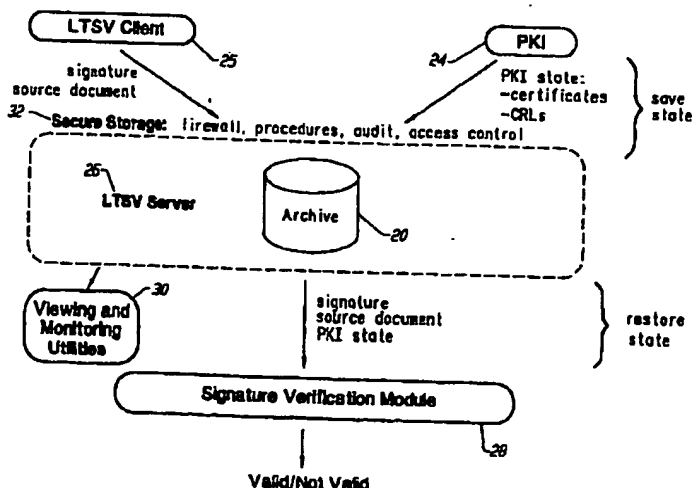 LTSV Client
25
24
PKI
signature
source document
PKI state:
-certificates
-CRLs
save
state
32
Secure Storage: firewall, procedures, audit, access control
26
LTSV Server
Archive
20
30
Viewing and
Monitoring
Utilities
signature
source document
PKI state
restore
state
Signature Verification Module
28
Valid/Not Valid